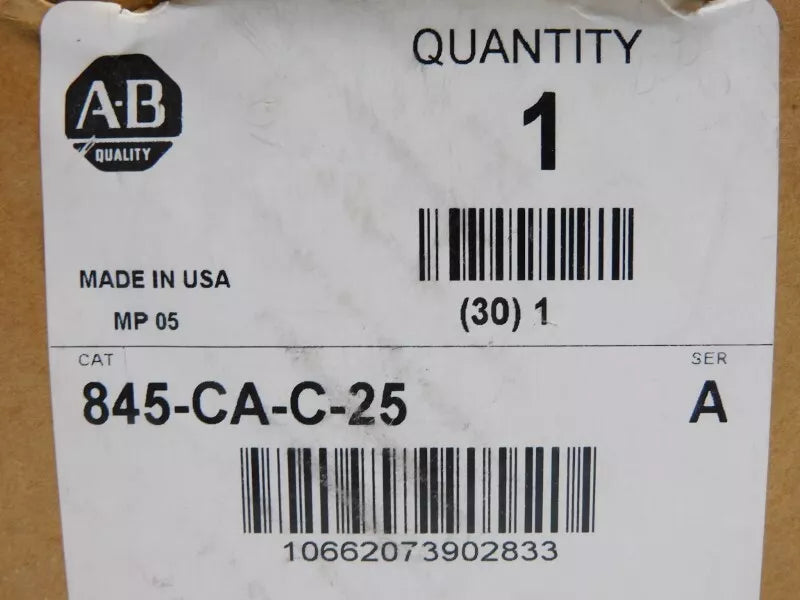 A-B
QUALITY
QUANTITY
1
MADE IN USA
MP 05
(30) 1
CAT
SER
845-CA-C-25
A
10662073902833